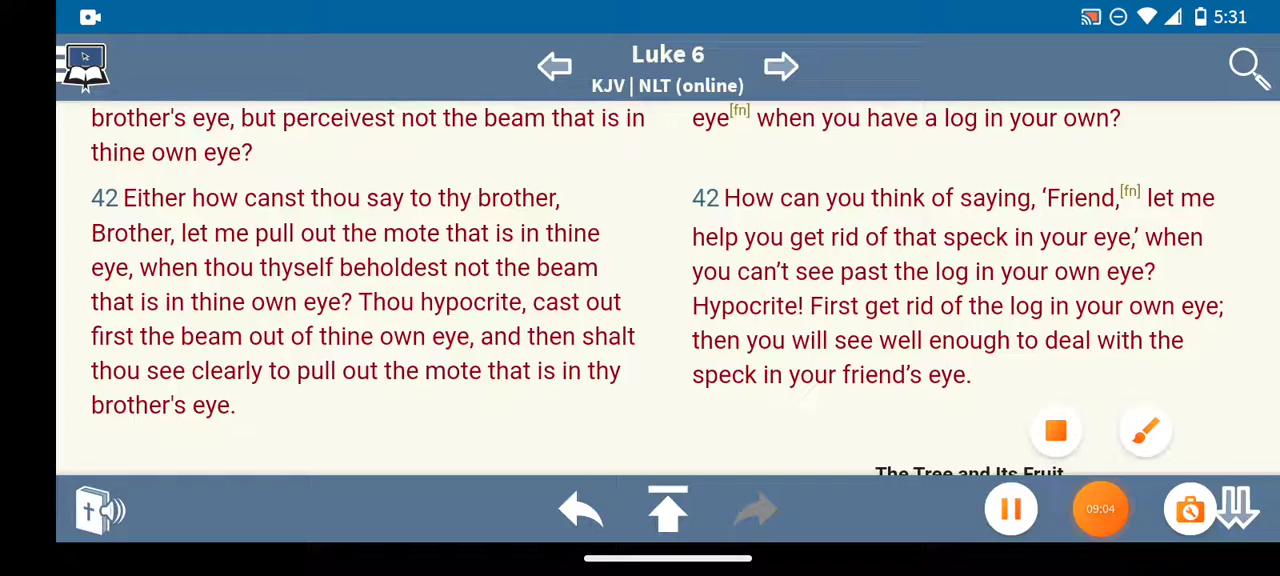 5:31
Luke 6
KJV | NLT (online)
brother's eye, but perceivest not the beam that is in
thine own eye?
42 Either how canst thou say to thy brother,
Brother, let me pull out the mote that is in thine
eye, when thou thyself beholdest not the beam
that is in thine own eye? Thou hypocrite, cast out
first the beam out of thine own eye, and then shalt
thou see clearly to pull out the mote that is in thy
brother's eye.
eye[fn] when you have a log in your own?
42 How can you think of saying, ‘Friend,[fn] let me
help you get rid of that speck in your eye,’ when
you can’t see past the log in your own eye?
Hypocrite! First get rid of the log in your own eye;
then you will see well enough to deal with the
speck in your friend’s eye.
The Tree and Its Fruit
09:04